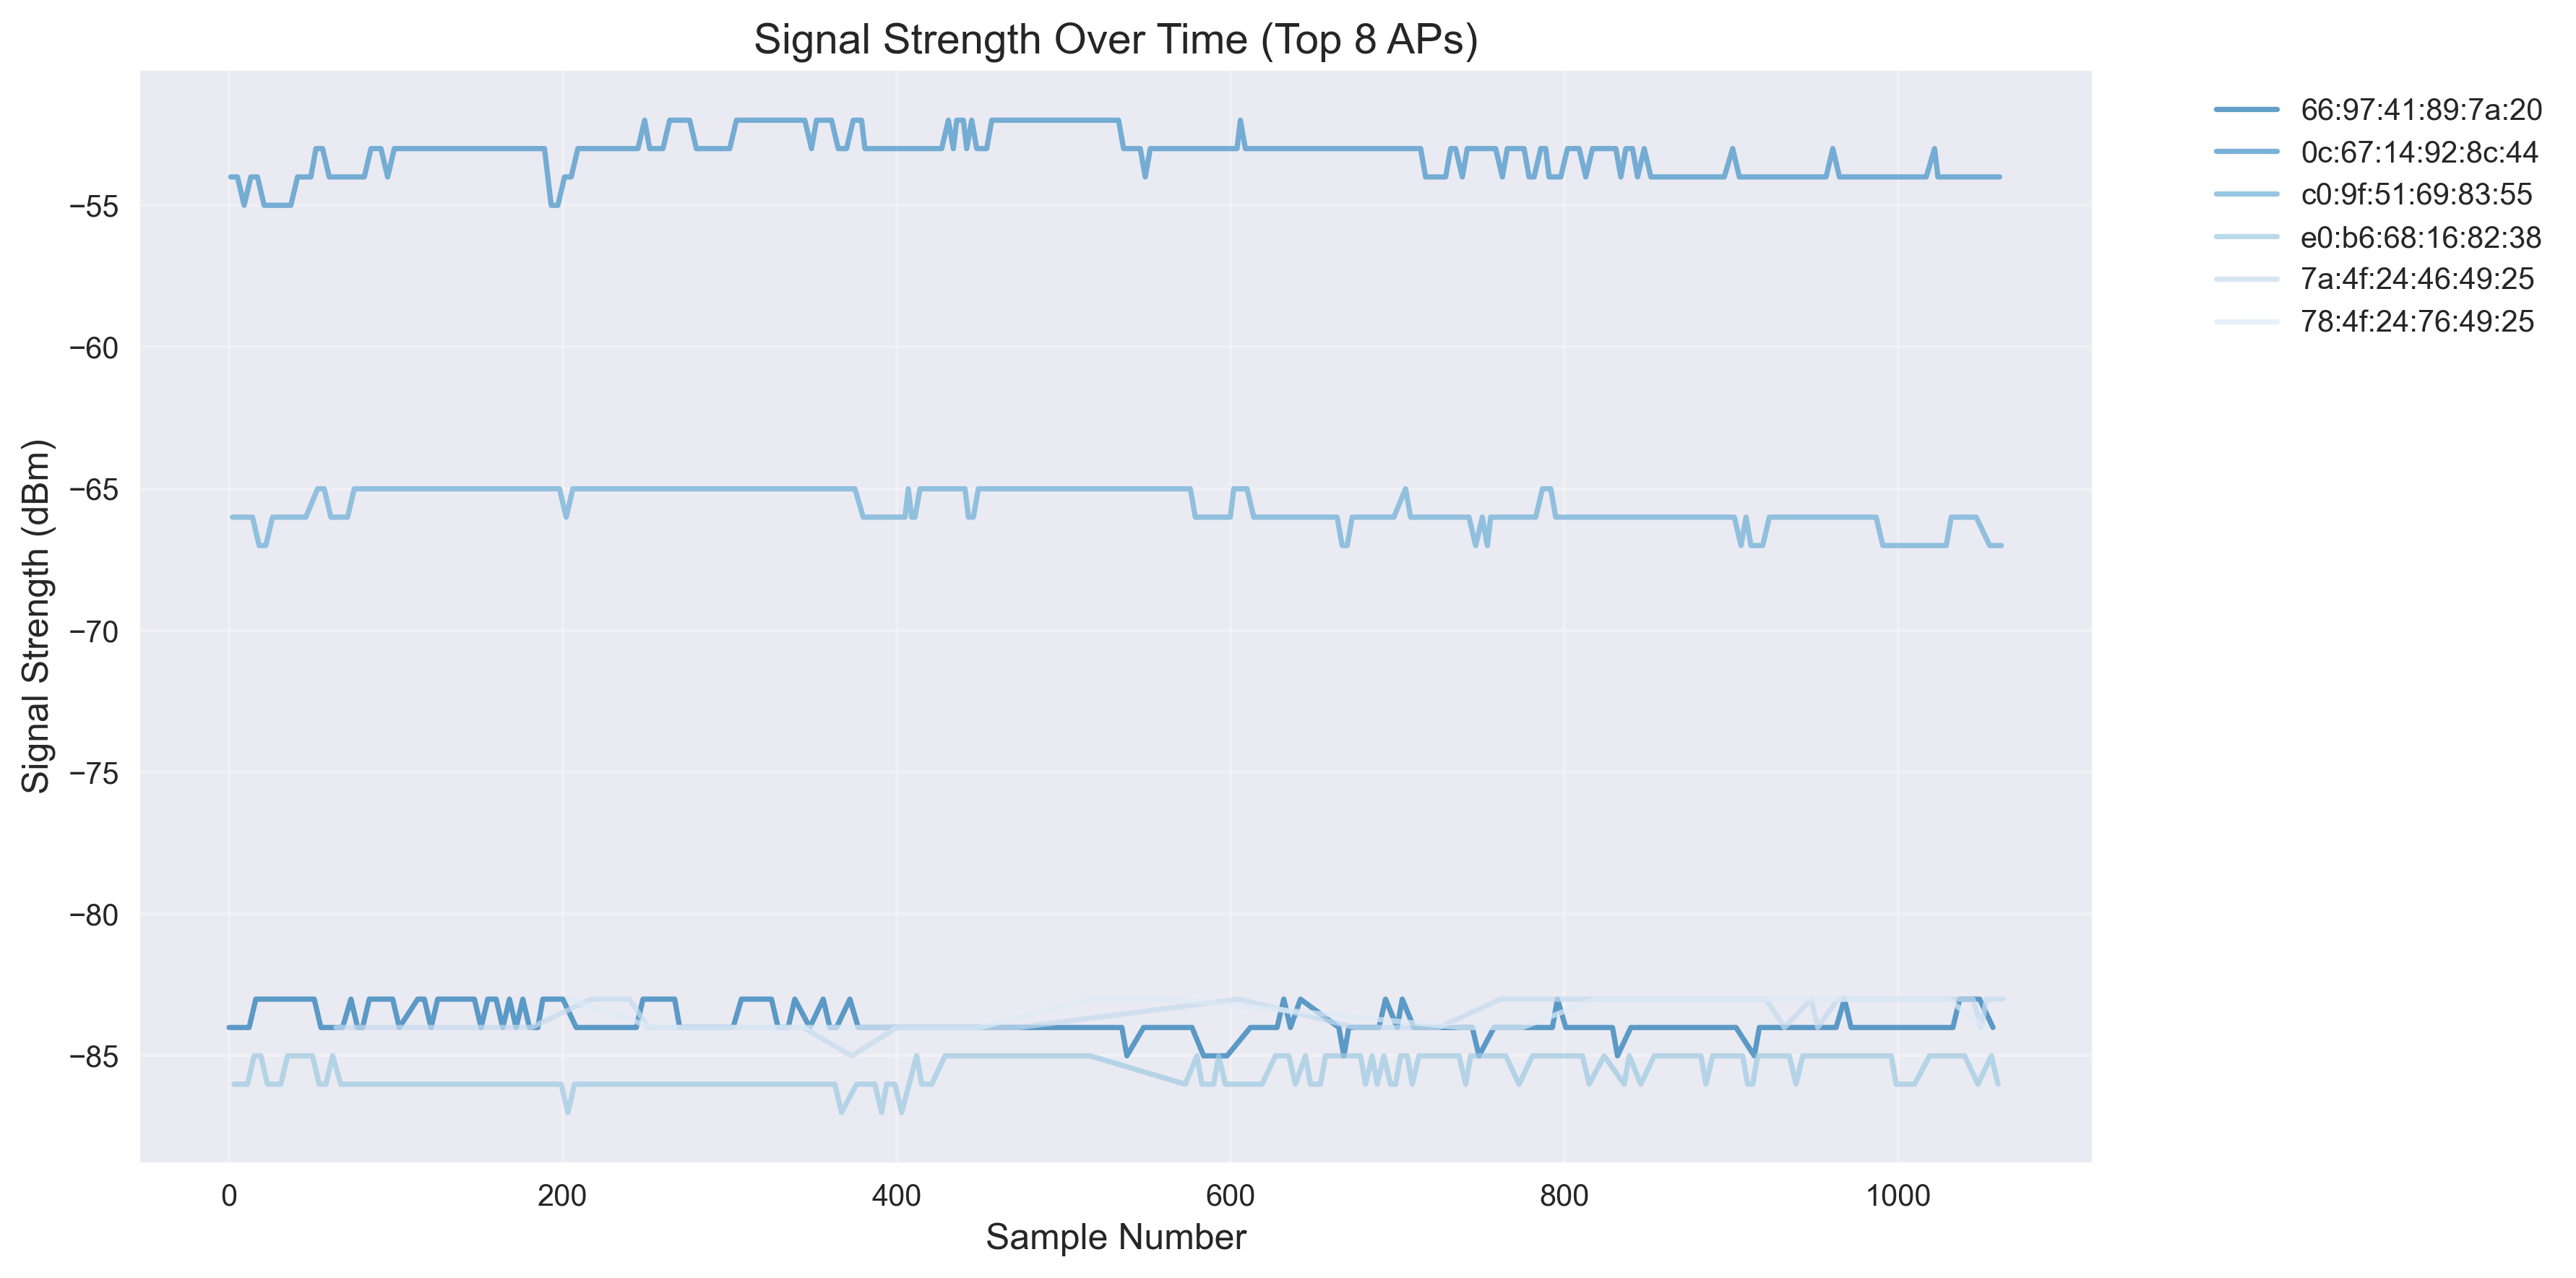 Signal Strength Over Time (Top 8 APs)
66:97:41:89:7a:20
0c:67:14:92:8c:44
c0:9f:51:69:83:55
e0:b6:68:16:82:38
7a:4f:24:46:49:25
78:4f:24:76:49:25
Signal Strength (dBm)
−55
−60
−65
−70
−75
−80
−85
0 200 400 600 800 1000
Sample Number